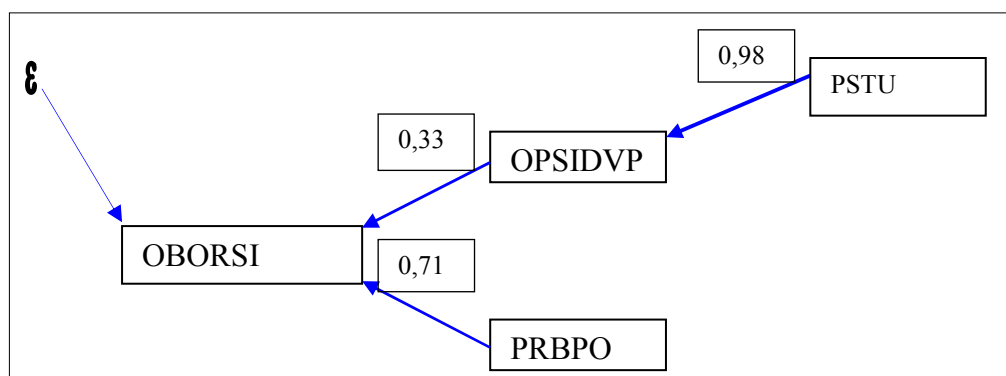 0,98
PSTU
ε
0,33
OPSIDVP
OBORSI
0,71
PRBPO